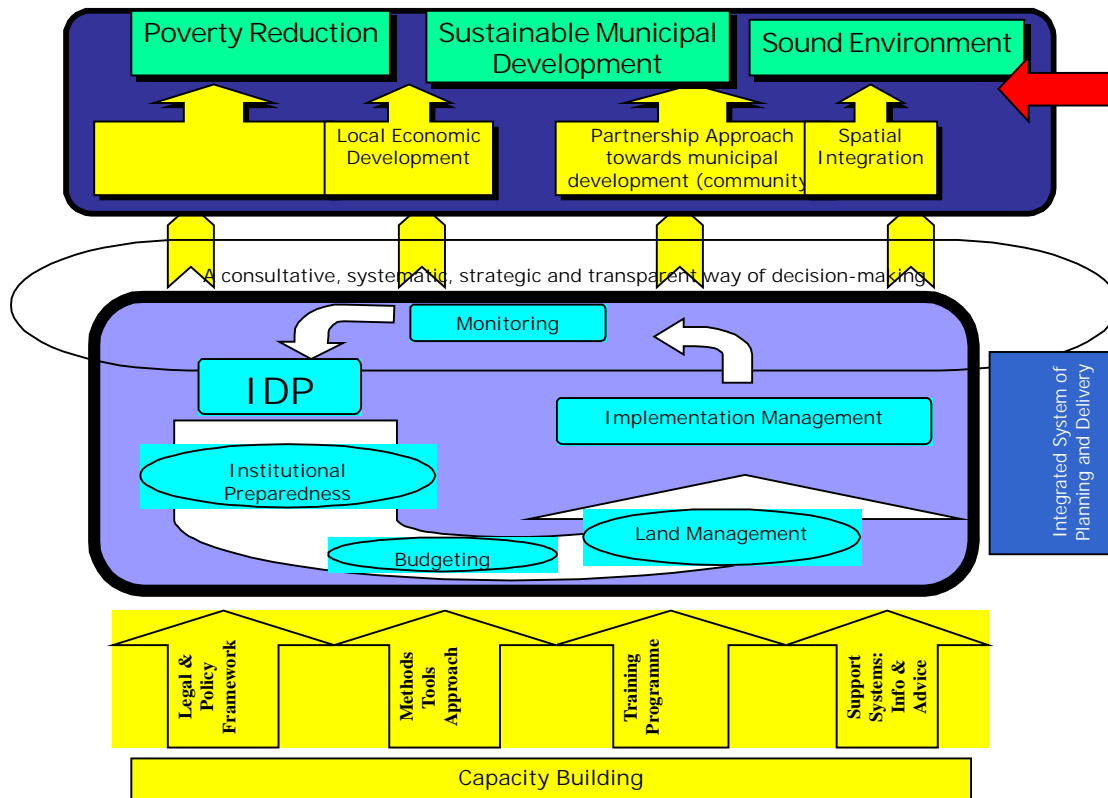 Poverty Reduction
Sustainable Municipal
Development
Sound Environment
Local Economic
Development
Partnership Approach
towards municipal
development (community
Spatial
Integration
A consultative, systematic, strategic and transparent way of decision-making
Monitoring
IDP
Implementation Management
Institutional
Preparedness
Land Management
Budgeting
Integrated System of
Planning and Delivery
Legal &
Policy
Framework
Methods
Tools
Approach
Training
Programme
Support
Systems:
Info &
Advice
Capacity Building